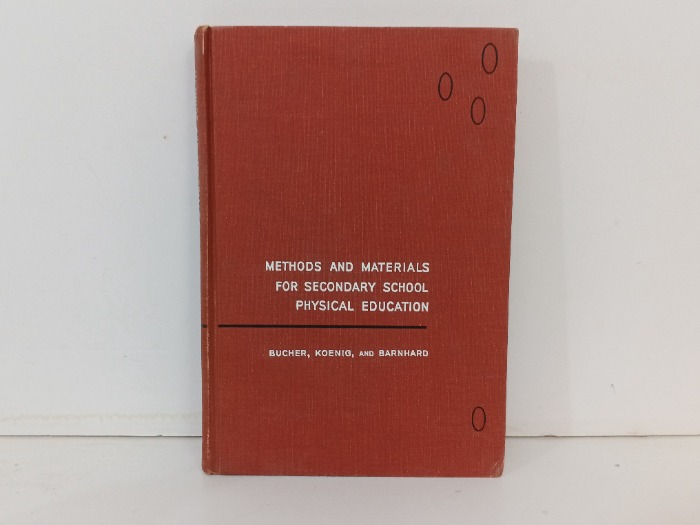 METHODS AND MATERIALS
FOR SECONDARY SCHOOL
PHYSICAL EDUCATION
BUCHER, KOENIG, AND BARNHARD